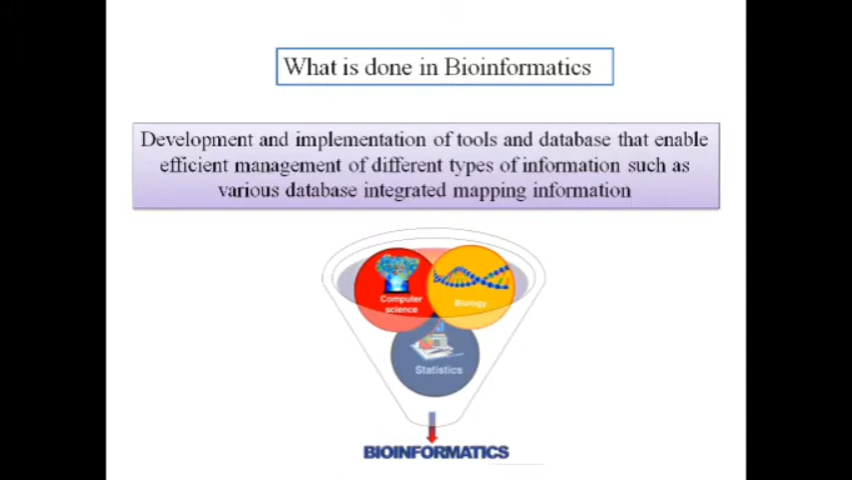 What is done in Bioinformatics
Development and implementation of tools and database that enable
efficient management of different types of information such as
various database integrated mapping information
Computer
science
Biology
Statistics
BIOINFORMATICS